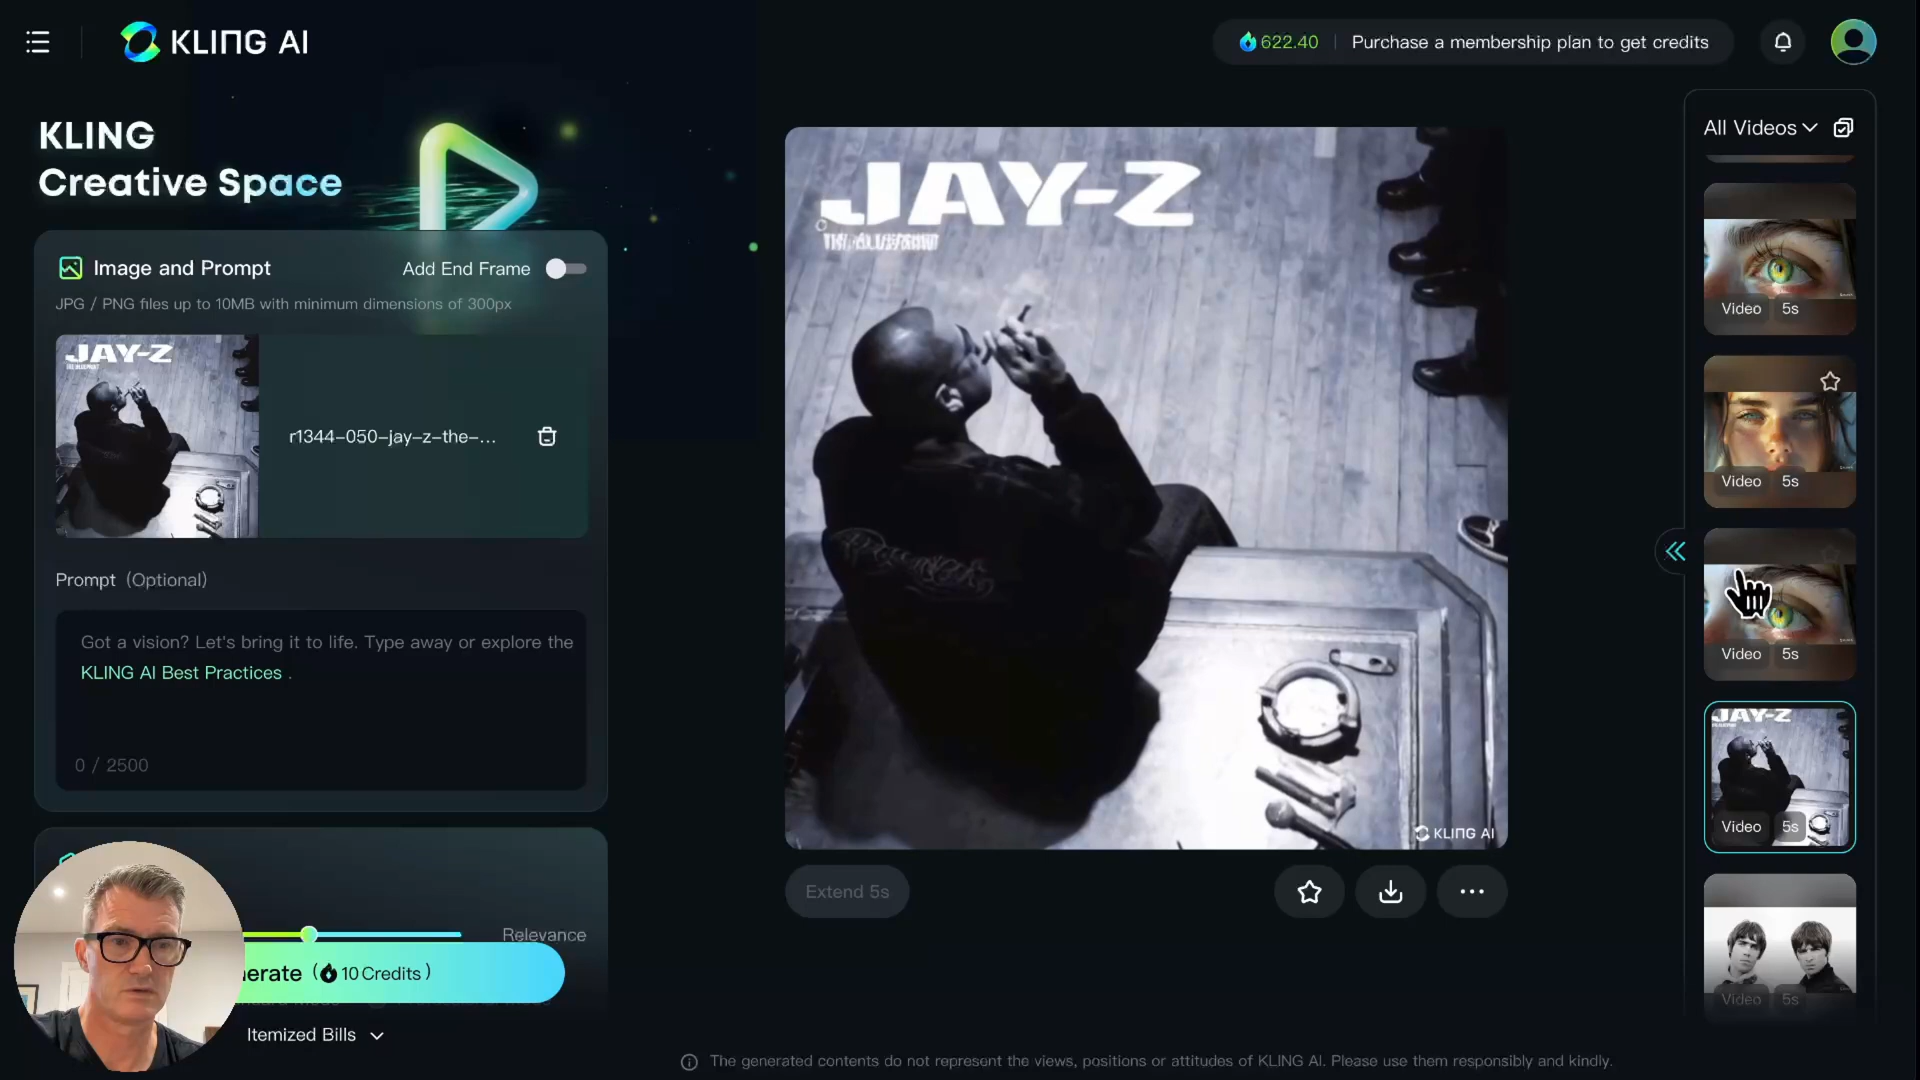 KLING AI
622.40
Purchase a membership plan to get credits
KLING
Creative Space
Image and Prompt
Add End Frame
JPG / PNG files up to 10MB with minimum dimensions of 300px
JAY-Z
r1344-050-jay-z-the-...
Prompt (Optional)
Got a vision? Let's bring it to life. Type away or explore the
KLING AI Best Practices .
0 / 2500
Relevance
erate ( 10 Credits )
Itemized Bills
JAY-Z
KLING AI
Extend 5s
All Videos
Video 5s
Video 5s
Video 5s
JAY-Z
Video 5s
Video 5s
The generated contents do not represent the views, positions or attitudes of KLING AI. Please use them responsibly and kindly.